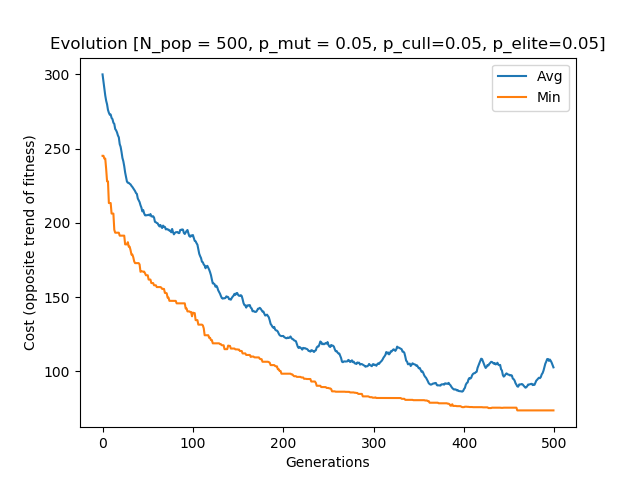 Evolution [N_pop = 500, p_mut = 0.05, p_cull=0.05, p_elite=0.05]
Avg
Min
Cost (opposite trend of fitness)
300
250
200
150
100
0 100 200 300 400 500
Generations